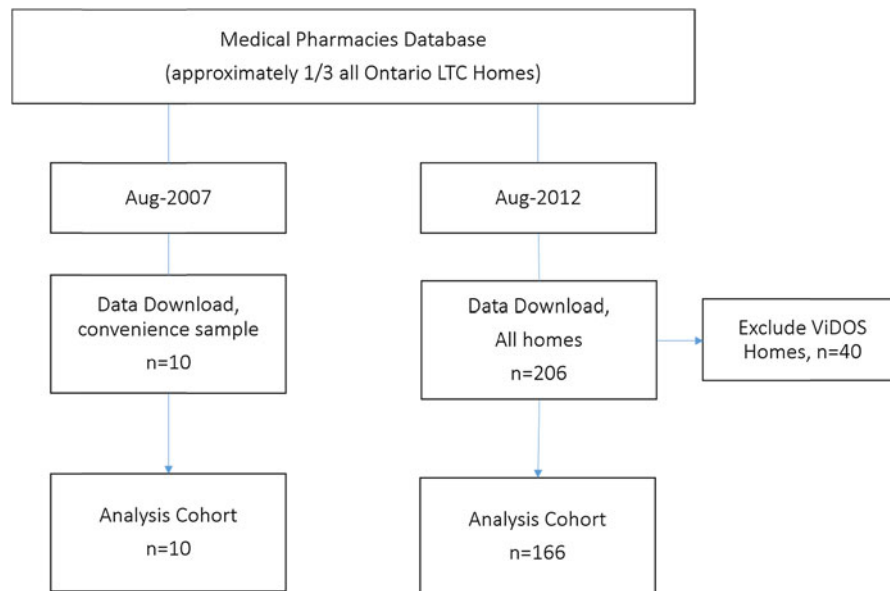 Medical Pharmacies Database
(approximately 1/3 all Ontario LTC Homes)
Aug-2007
Aug-2012
Data Download,
convenience sample
n=10
Data Download,
All homes
n=206
Exclude ViDOS
Homes, n=40
Analysis Cohort
n=10
Analysis Cohort
n=166